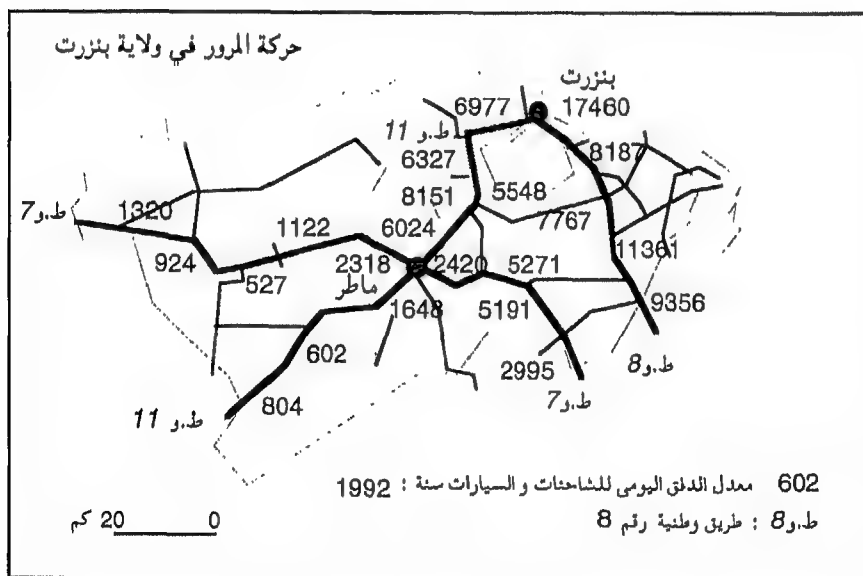 حركة المرور في ولاية بنزرت
بنزرت
17460
6977
ط.و 11
8187
6327
8151
5548
7767
ط.و7
1320
1122
6024
11361
924
527
2318
2420
5271
ماطر
1648
5191
9356
602
2995
ط.و8
804
ط.و7
ط.و 11
602 معدل الدفق اليومي للشاحنات و السيارات سنة : 1992
ط.و8 : طريق وطنية رقم 8
0 20 كم